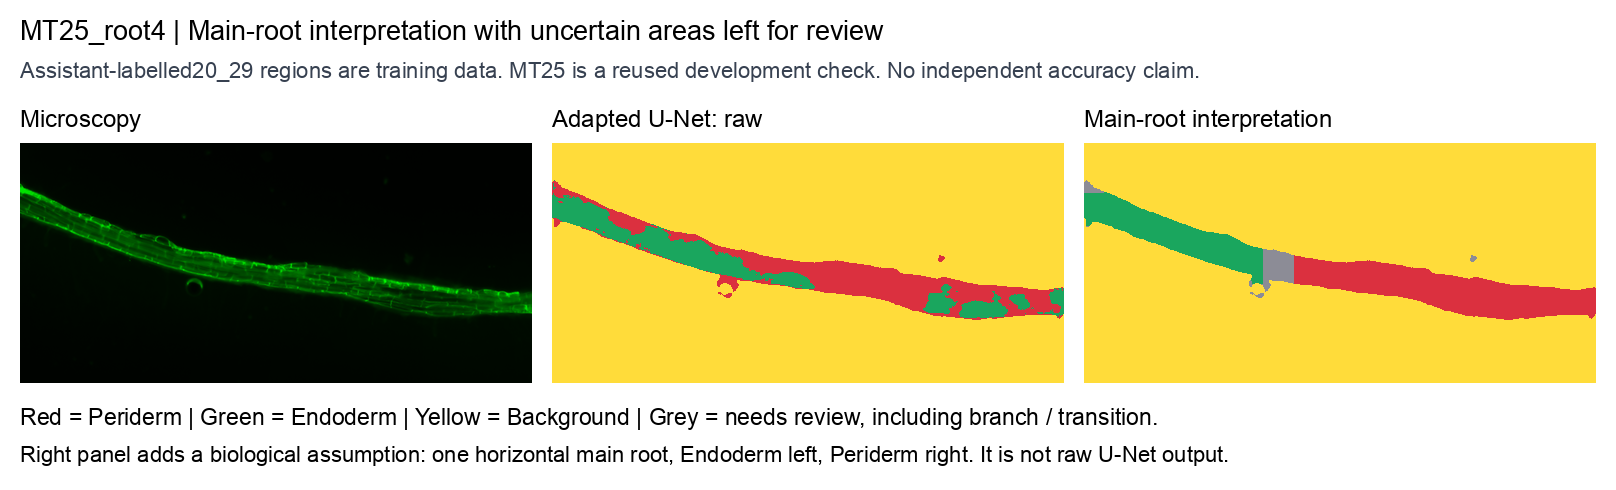 MT25_root4 | Main-root interpretation with uncertain areas left for review
Assistant-labelled20_29 regions are training data. MT25 is a reused development check. No independent accuracy claim.
Microscopy
Adapted U-Net: raw
Main-root interpretation
Red = Periderm | Green = Endoderm | Yellow = Background | Grey = needs review, including branch / transition.
Right panel adds a biological assumption: one horizontal main root, Endoderm left, Periderm right. It is not raw U-Net output.